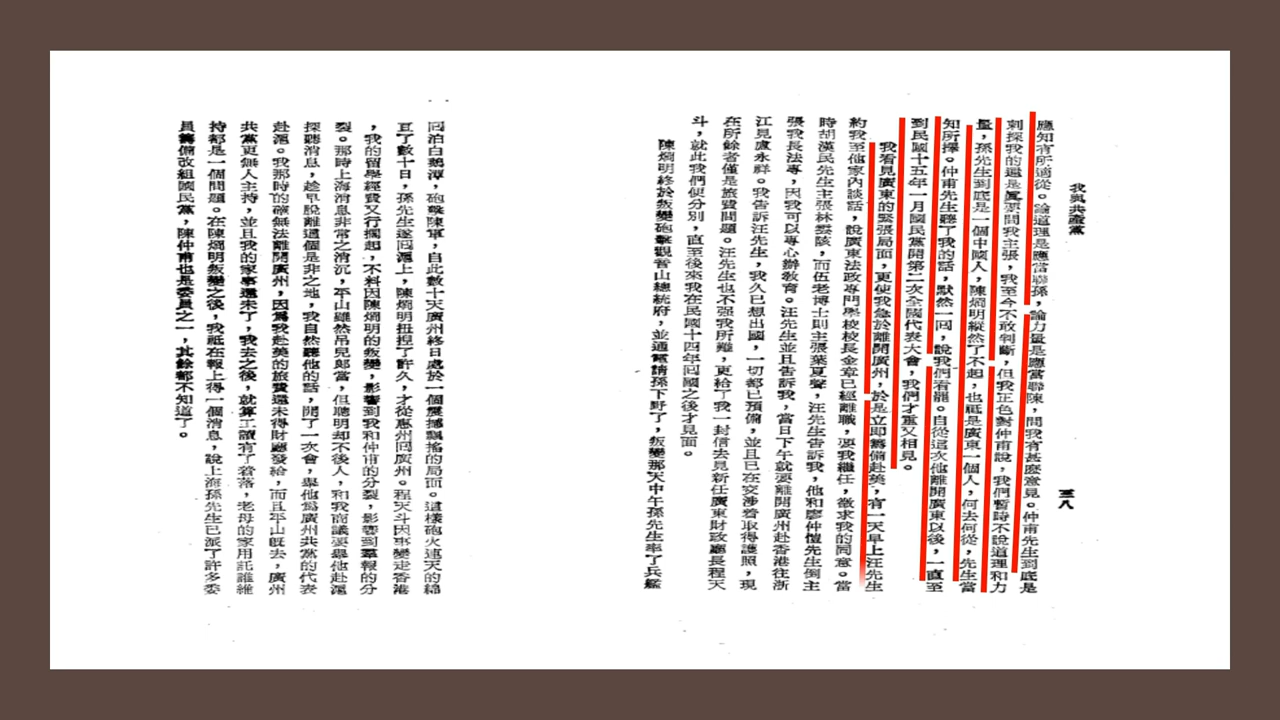 我與共產黨
三八
應知有所適從。論道理是應當聯孫，論力量是應當聯陳，問我有甚麼意見。仲甫先生到底是
刺探我的還是眞要問我主張，我至今不敢判斷，但我正色對仲甫說，我們暫時不說道理和力
量，孫先生到底是一個中國人，陳烱明縱然了不起，也祗是廣東一個人，何去何從，先生當
知所擇。仲甫先生聽了我的話，默然一囘，說我們看罷。自從這次他離開廣東以後，一直至
到民國十五年一月國民黨開第二次全國代表大會，我們才重又相見。
我看見廣東的緊張局面，更使我急於離開廣州，於是立即籌備赴美，有一天早上汪先生
約我至他家內談話，說廣東法政專門學校校長金章已經離職，要我繼任，徵求我的同意。當
時胡漢民先生主張林雲陔，而伍老博士則主張葉夏聲，汪先生告訴我，他和廖仲愷先生倒主
張我長法專，因我可以專心辦敎育。汪先生並且告訴我，當日下午就要離開廣州赴香港往浙
江見盧永祥。我告訴汪先生，我久已想出國，一切都已預備，並且已在交涉着取得護照，現
在所餘者僅是旅費問題。汪先生也不强我所難，更給了我一封信去見新任廣東財政廳長程天
斗，就此我們便分別，直至後來我在民國十四年囘國之後才見面。
陳烱明終於叛變砲擊觀音山總統府，並通電請孫下野了，叛變那天中午孫先生率了兵艦
囘泊白鵝潭，砲擊陳軍，自此數十天廣州終日處於一個震撼飄搖的局面。這樣砲火連天的綿
亘了數十日，孫先生遂囘滬上，陳烱明扭捏了許久，才從惠州囘廣州。程天斗因事變走香港
，我的留學經費又行擱起，不料因陳烱明的叛變，影響到我和仲甫的分裂，影響到羣報的分
裂。那時上海消息非常之消沉，平山雖然吊兒郞當，但聰明却不後人，和我商議要舉他赴滬
探聽消息，趁早脫離這個是非之地，我自然聽他的話，開了一次會，舉他爲廣州共黨的代表
赴滬。我那時的確無法離開廣州，因爲我赴美的旅費還未得財廳發給，而且平山旣去，廣州
共黨更無人主持，並且我的家事還未了，我去之後，就算工讀有了着落，老母的家用託誰維
持都是一個問題。在陳烱明叛變之後，我祗在報上得一個消息，說上海孫先生已派了許多委
員籌備改組國民黨，陳仲甫也是委員之一，其餘都不知道了。